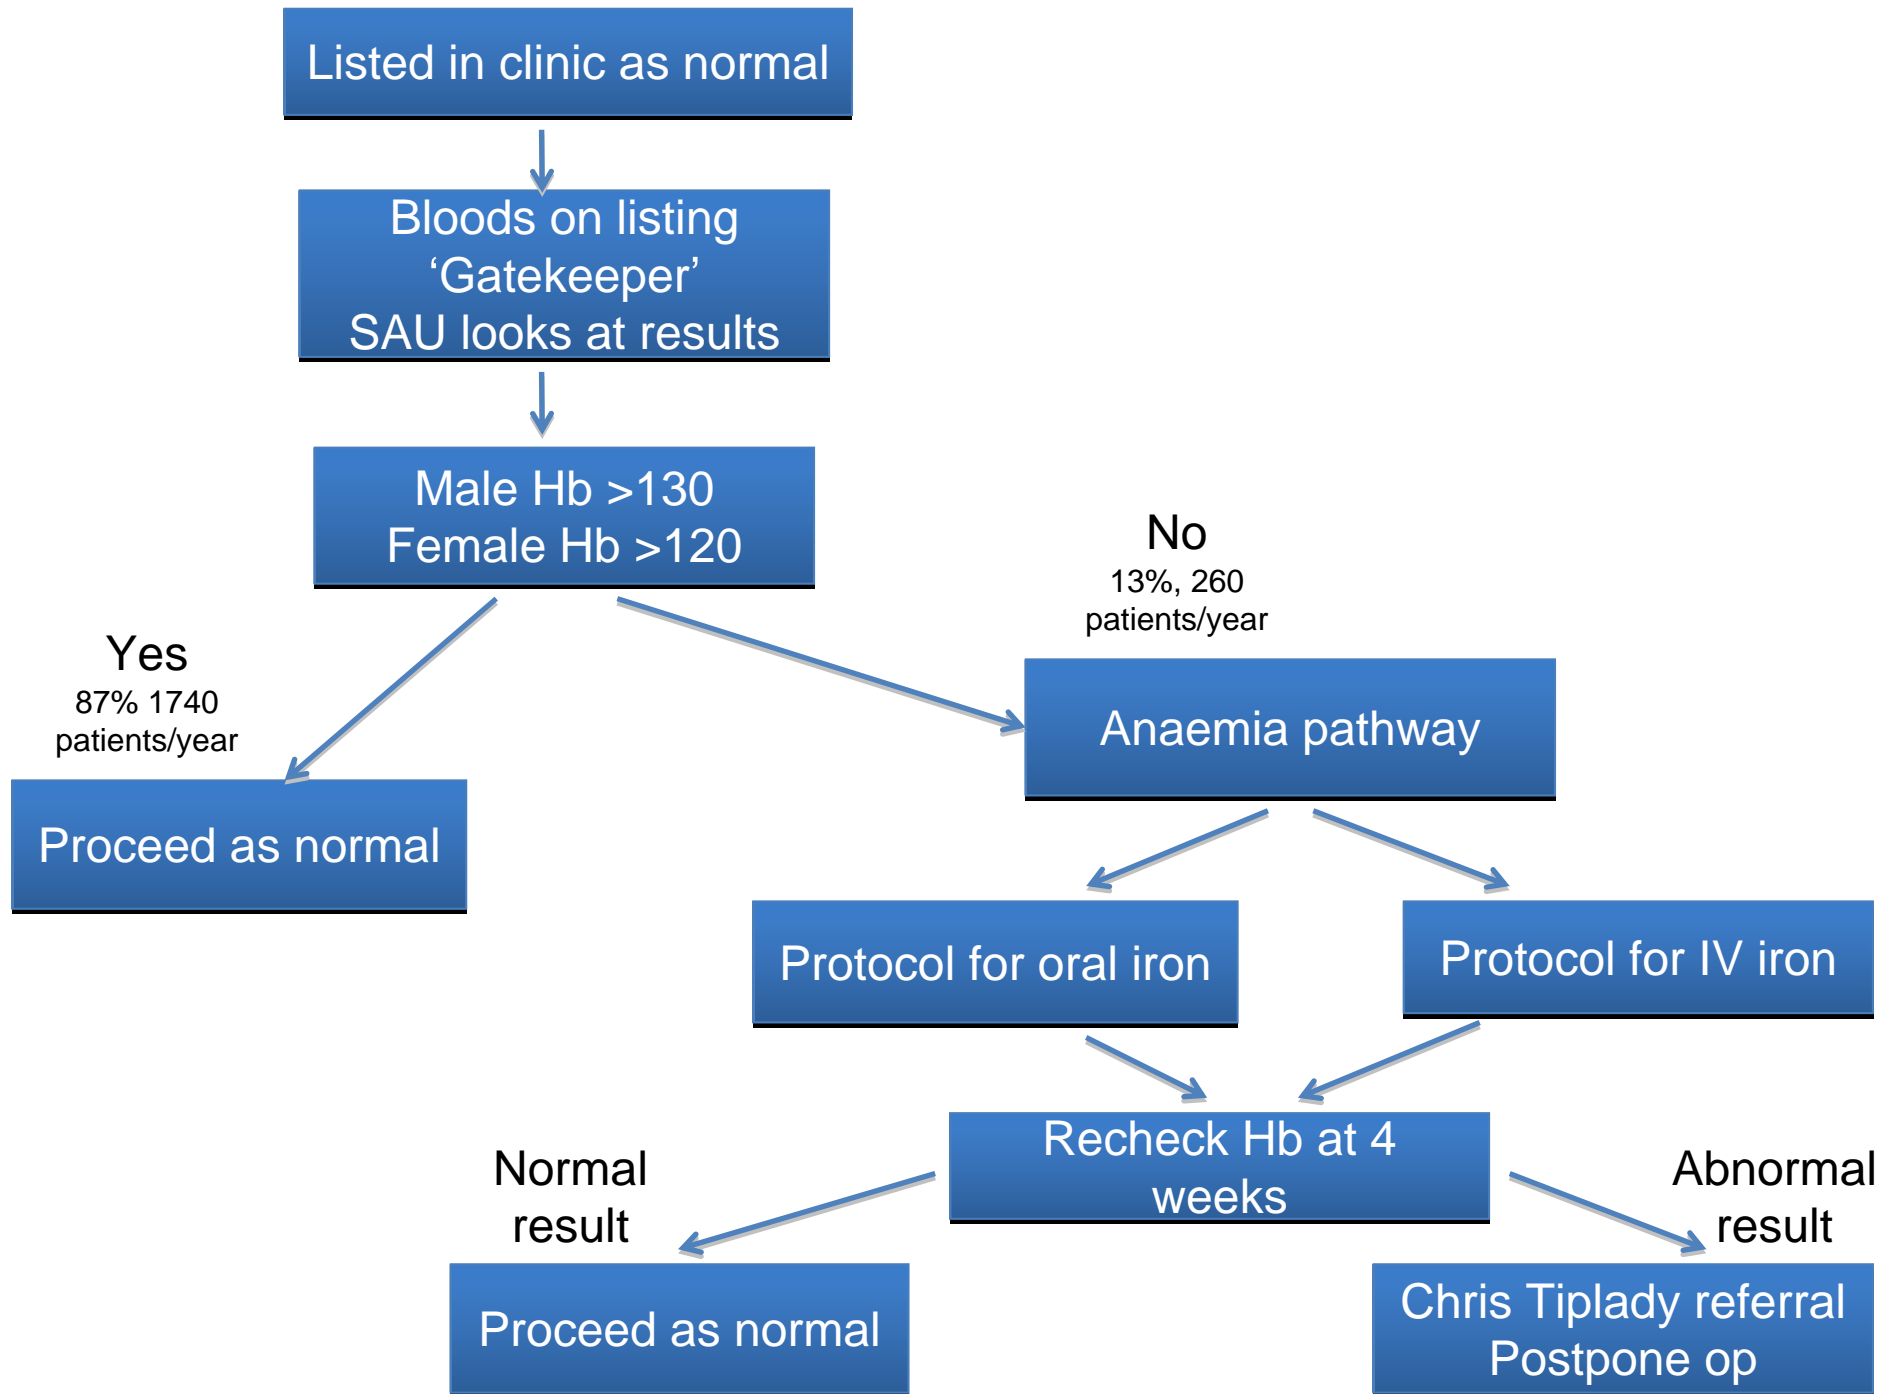 Listed in clinic as normal
Bloods on listing
‘Gatekeeper’
SAU looks at results
Male Hb >130
Female Hb >120
No
13%, 260
patients/year
Yes
87% 1740
patients/year
Anaemia pathway
Proceed as normal
Protocol for oral iron
Protocol for IV iron
Recheck Hb at 4
weeks
Normal
result
Abnormal
result
Proceed as normal
Chris Tiplady referral
Postpone op